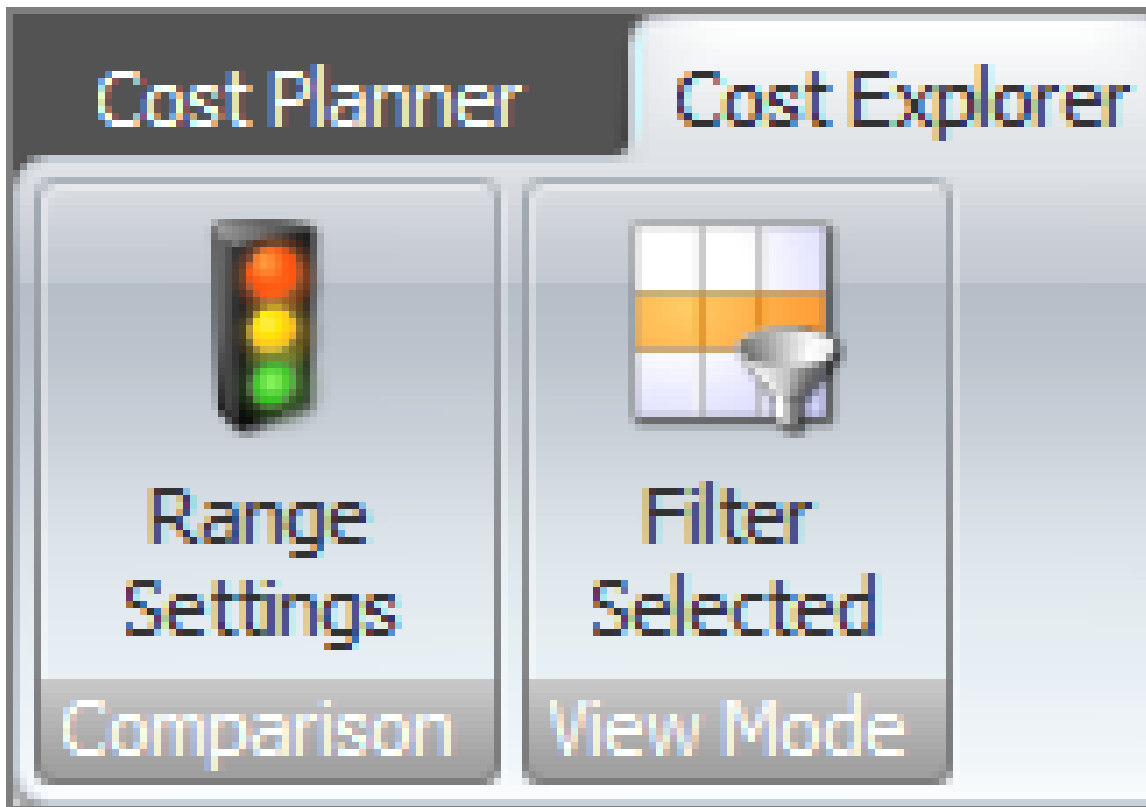 Cost Planner
Cost Explorer
Range
Settings
Filter
Selected
Comparison
View Mode